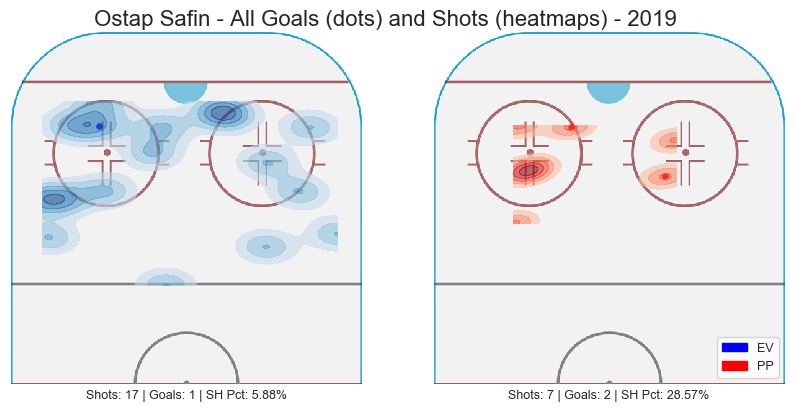 Ostap Safin - All Goals (dots) and Shots (heatmaps) - 2019
EV
PP
Shots: 17 | Goals: 1 | SH Pct: 5.88%
Shots: 7 | Goals: 2 | SH Pct: 28.57%